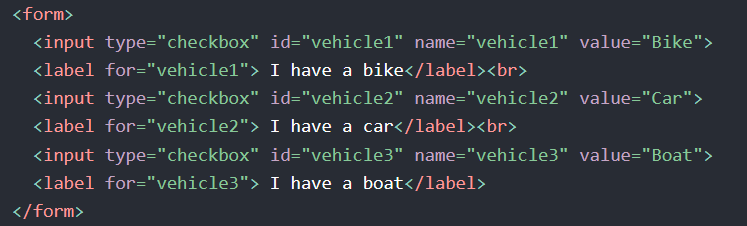 <form>
<input type="checkbox" id="vehicle1" name="vehicle1" value="Bike">
<label for="vehicle1"> I have a bike</label><br>
<input type="checkbox" id="vehicle2" name="vehicle2" value="Car">
<label for="vehicle2"> I have a car</label><br>
<input type="checkbox" id="vehicle3" name="vehicle3" value="Boat">
<label for="vehicle3"> I have a boat</label>
</form>